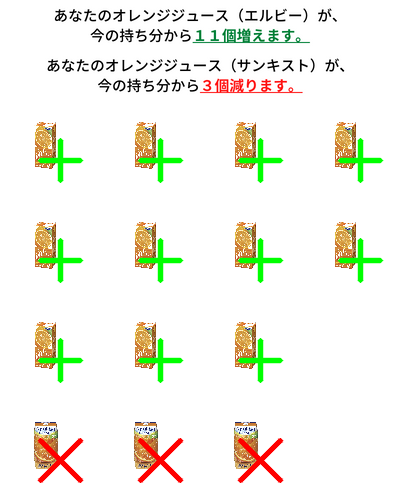 あなたのオレンジジュース（エルビー）が、
今の持ち分から１１個増えます。
あなたのオレンジジュース（サンキスト）が、
今の持ち分から３個減ります。